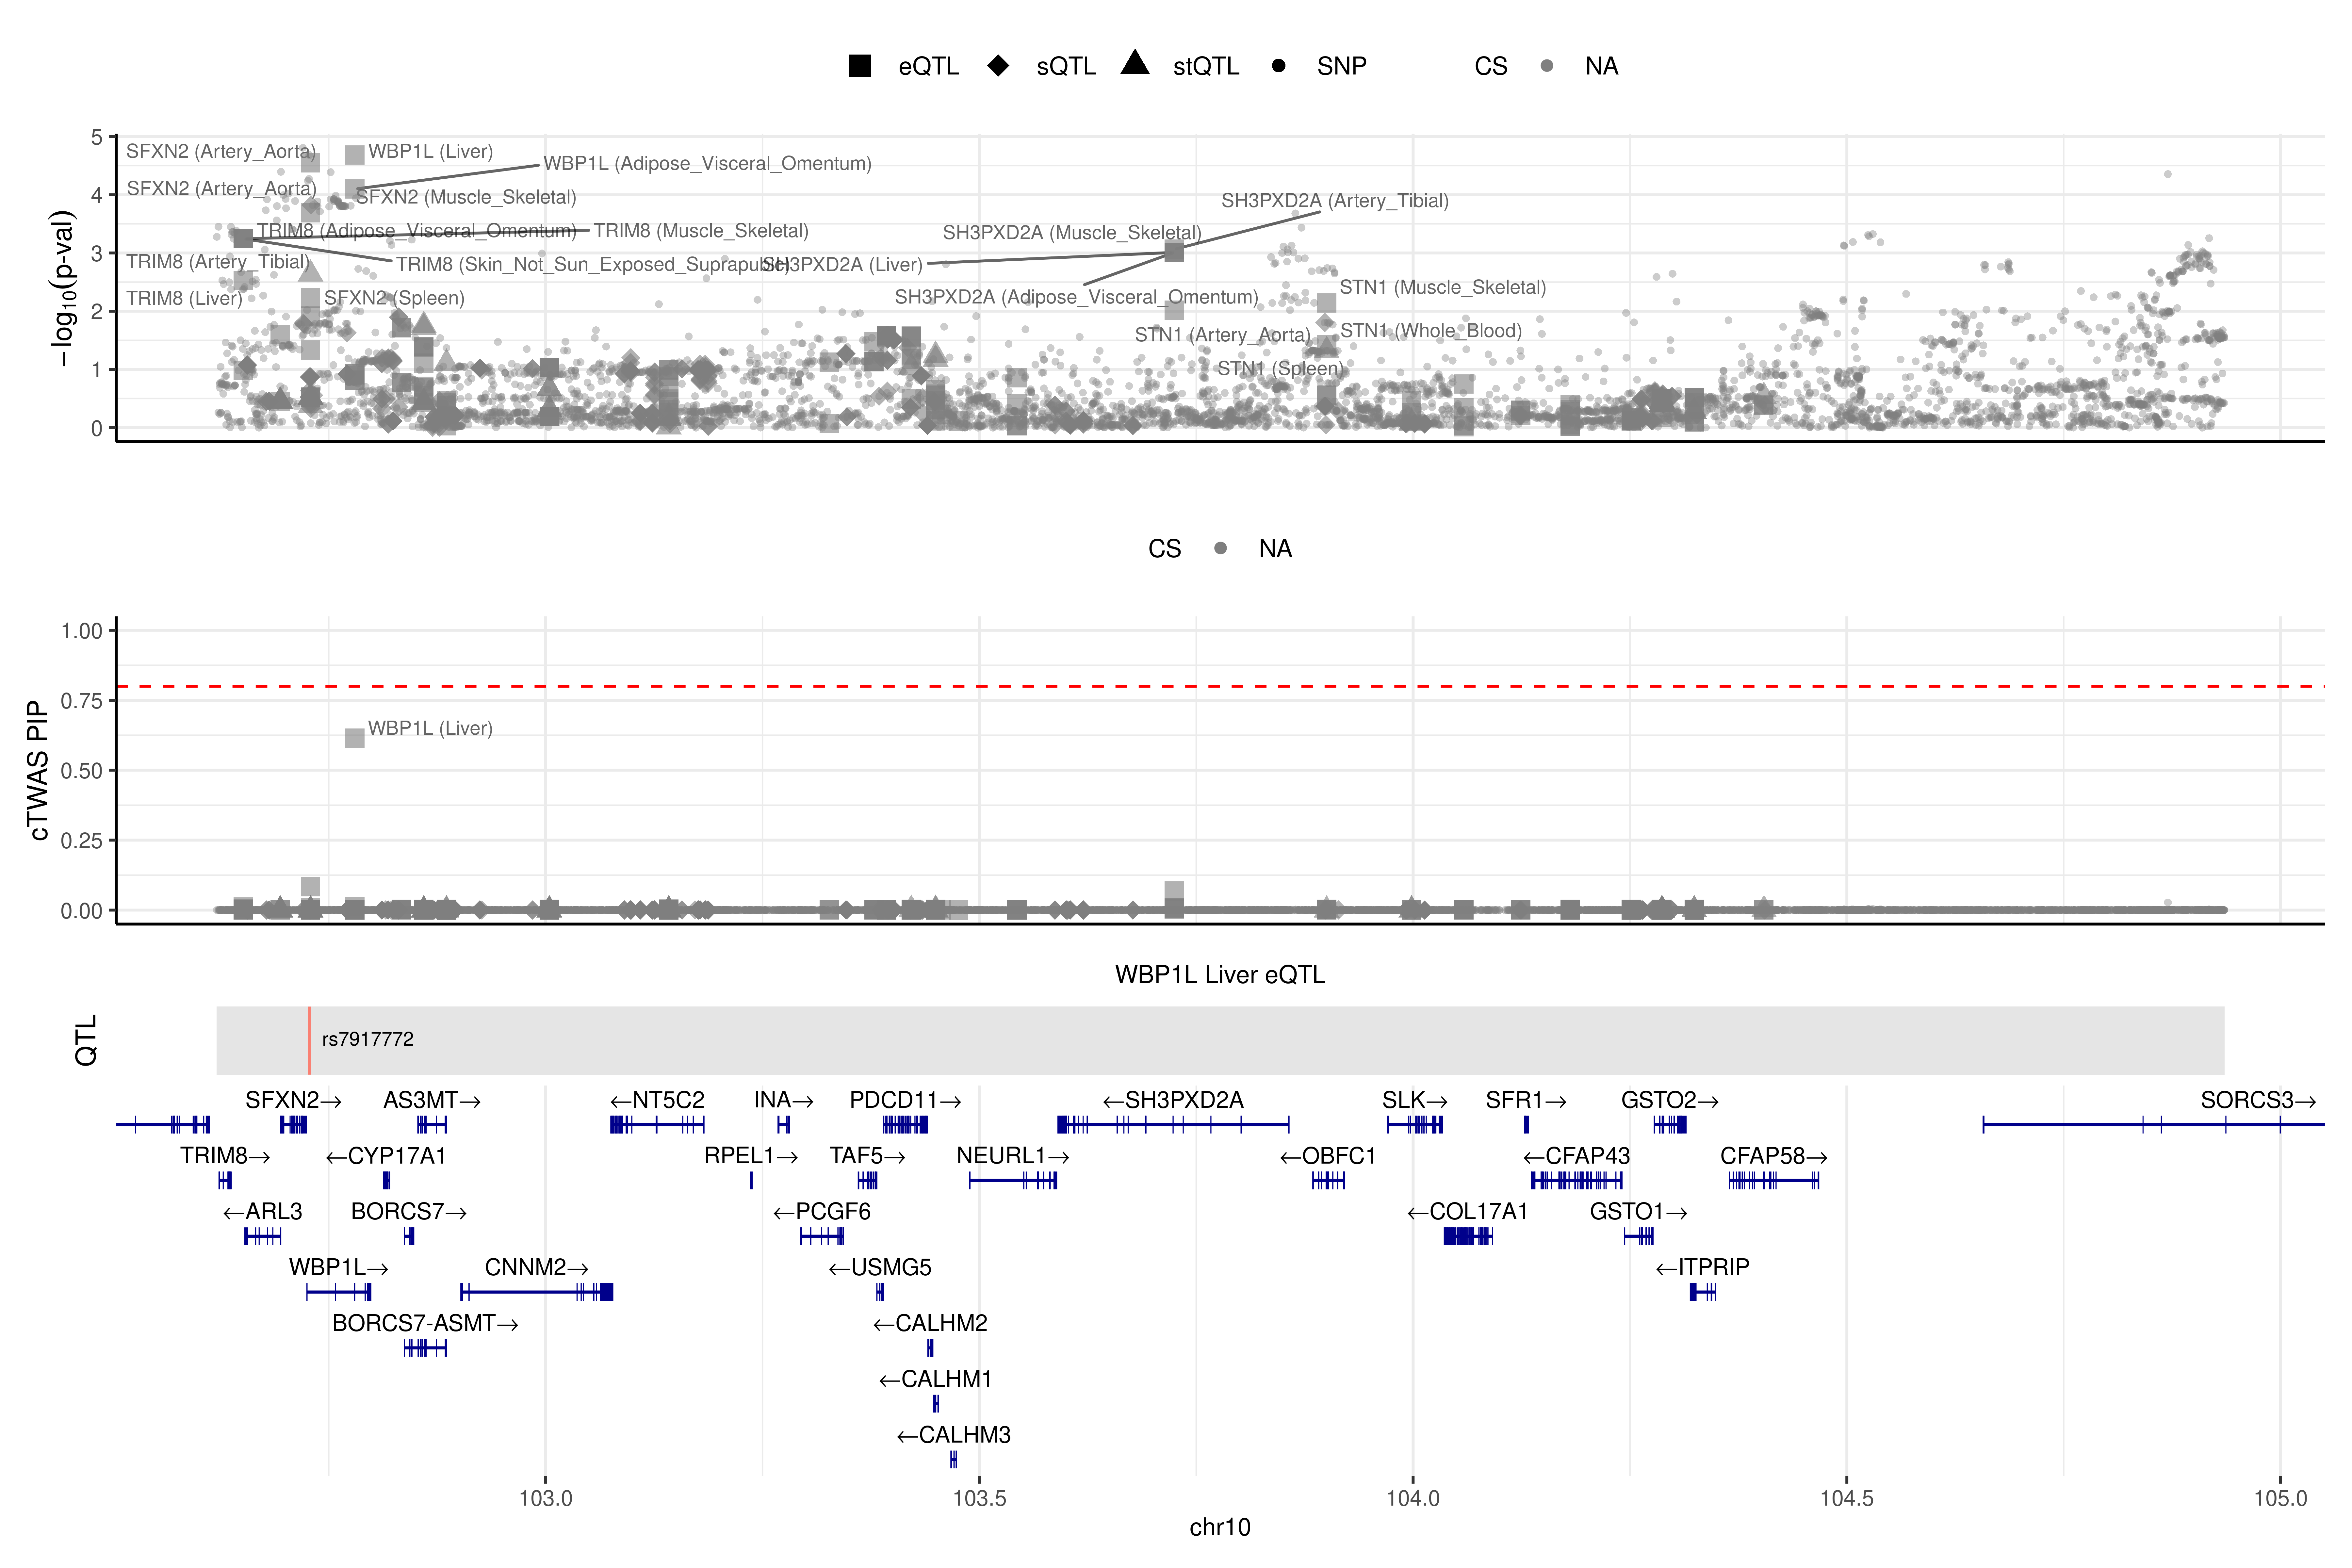 eQTL sQTL stQTL SNP CS NA
−log10(p-val)
5
4
3
2
1
0
SFXN2 (Artery_Aorta)
WBP1L (Liver)
WBP1L (Adipose_Visceral_Omentum)
SFXN2 (Artery_Aorta)
SFXN2 (Muscle_Skeletal)
SH3PXD2A (Artery_Tibial)
TRIM8 (Adipose_Visceral_Omentum)
TRIM8 (Muscle_Skeletal)
SH3PXD2A (Muscle_Skeletal)
TRIM8 (Artery_Tibial)
TRIM8 (Skin_Not_Sun_Exposed_Suprapubic)
SH3PXD2A (Liver)
TRIM8 (Liver)
SFXN2 (Spleen)
SH3PXD2A (Adipose_Visceral_Omentum)
STN1 (Muscle_Skeletal)
STN1 (Artery_Aorta)
STN1 (Whole_Blood)
STN1 (Spleen)
CS NA
cTWAS PIP
1.00
0.75
0.50
0.25
0.00
WBP1L (Liver)
WBP1L Liver eQTL
QTL
rs7917772
SFXN2→ AS3MT→ ←NT5C2 INA→ PDCD11→ ←SH3PXD2A SLK→ SFR1→ GSTO2→ SORCS3→
TRIM8→ ←CYP17A1 RPEL1→ TAF5→ NEURL1→ ←OBFC1 ←CFAP43 CFAP58→
←ARL3 BORCS7→ ←PCGF6 ←COL17A1 GSTO1→
WBP1L→ CNNM2→ ←USMG5 ←ITPRIP
BORCS7-ASMT→ ←CALHM2
←CALHM1
←CALHM3
103.0 103.5 104.0 104.5 105.0
chr10